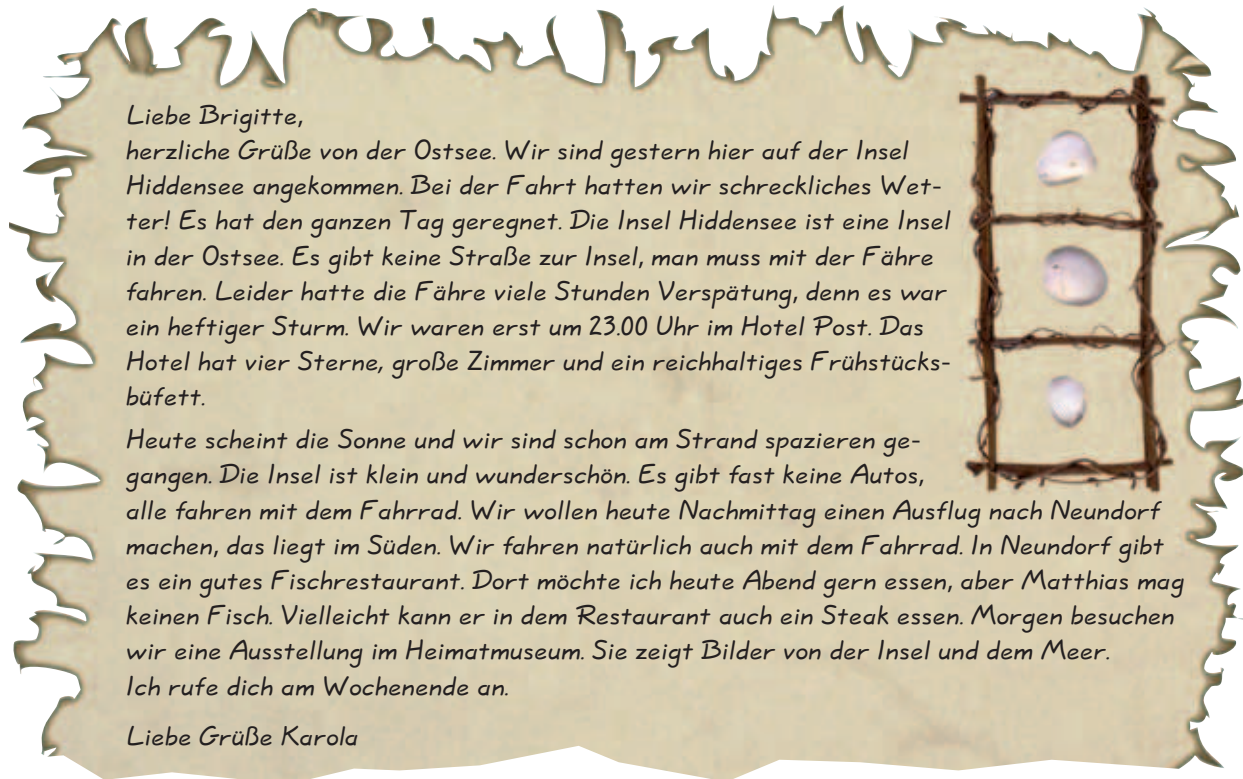 Liebe Brigitte,
herzliche Grüße von der Ostsee. Wir sind gestern hier auf der Insel
Hiddensee angekommen. Bei der Fahrt hatten wir schreckliches Wet-
ter! Es hat den ganzen Tag geregnet. Die Insel Hiddensee ist eine Insel
in der Ostsee. Es gibt keine Straße zur Insel, man muss mit der Fähre
fahren. Leider hatte die Fähre viele Stunden Verspätung, denn es war
ein heftiger Sturm. Wir waren erst um 23.00 Uhr im Hotel Post. Das
Hotel hat vier Sterne, große Zimmer und ein reichhaltiges Frühstücks-
büfett.
Heute scheint die Sonne und wir sind schon am Strand spazieren ge-
gangen. Die Insel ist klein und wunderschön. Es gibt fast keine Autos,
alle fahren mit dem Fahrrad. Wir wollen heute Nachmittag einen Ausflug nach Neundorf
machen, das liegt im Süden. Wir fahren natürlich auch mit dem Fahrrad. In Neundorf gibt
es ein gutes Fischrestaurant. Dort möchte ich heute Abend gern essen, aber Matthias mag
keinen Fisch. Vielleicht kann er in dem Restaurant auch ein Steak essen. Morgen besuchen
wir eine Ausstellung im Heimatmuseum. Sie zeigt Bilder von der Insel und dem Meer.
Ich rufe dich am Wochenende an.
Liebe Grüße Karola